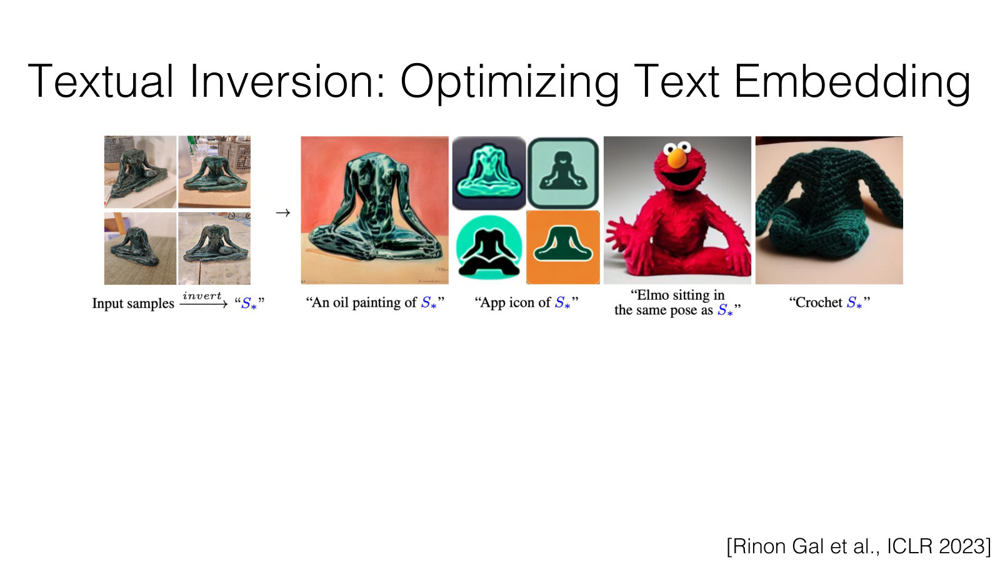 Textual Inversion: Optimizing Text Embedding
→
Input samples $\xrightarrow{invert}$ “$S_*$”
“An oil painting of $S_*$”
“App icon of $S_*$”
“Elmo sitting in
the same pose as $S_*$”
“Crochet $S_*$”
[Rinon Gal et al., ICLR 2023]